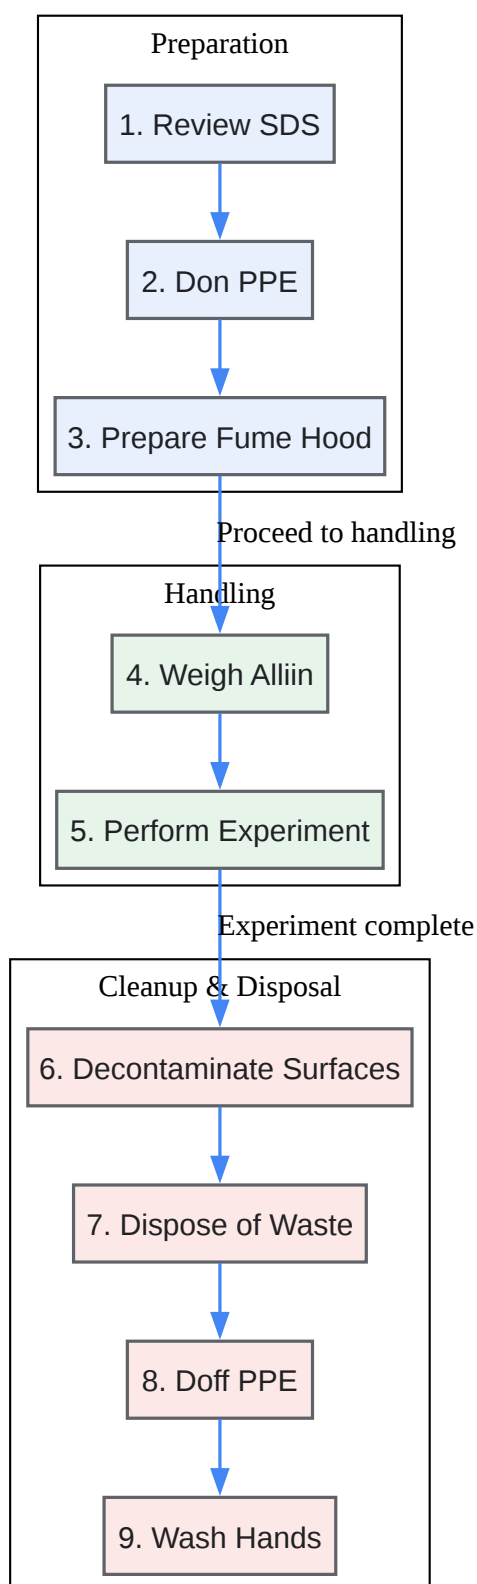 Preparation
1. Review SDS
2. Don PPE
3. Prepare Fume Hood
Proceed to handling
Handling
4. Weigh Alliin
5. Perform Experiment
Experiment complete
Cleanup & Disposal
6. Decontaminate Surfaces
7. Dispose of Waste
8. Doff PPE
9. Wash Hands